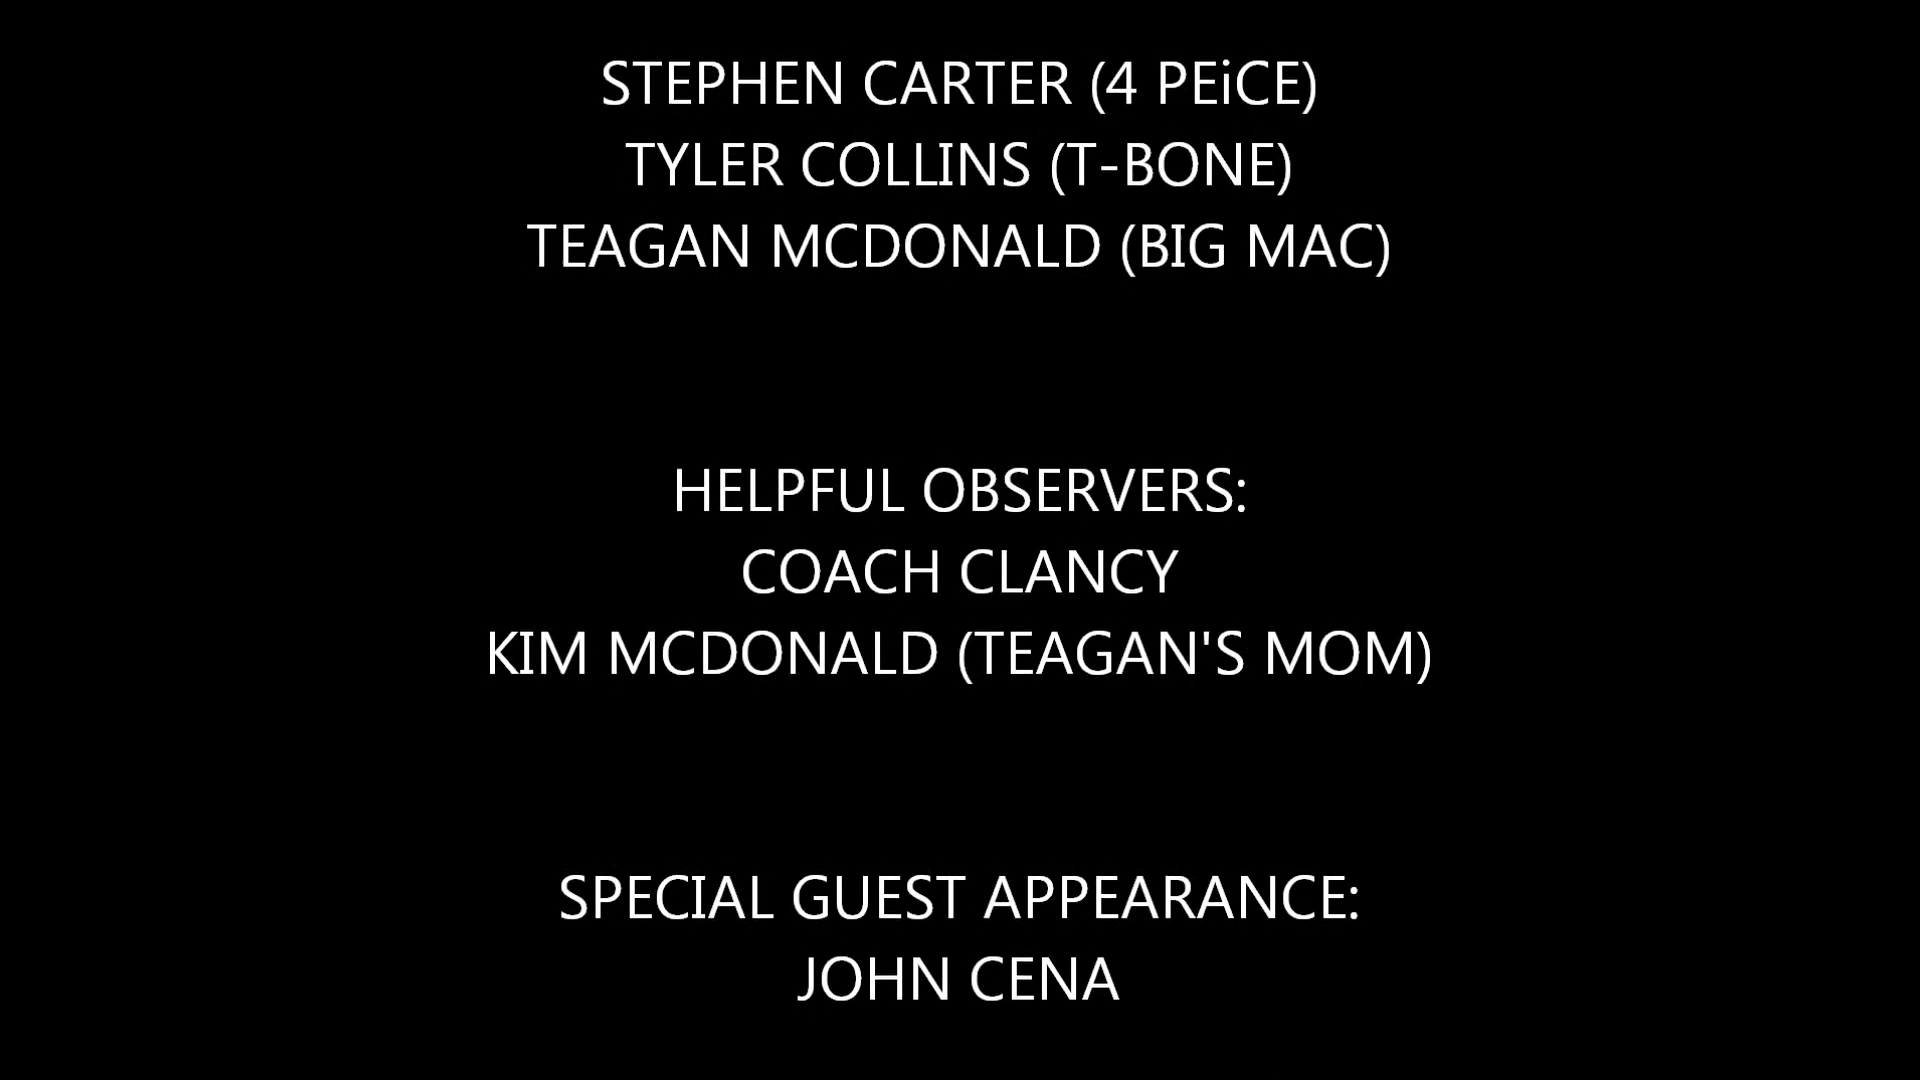 STEPHEN CARTER (4 PEiCE)
TYLER COLLINS (T-BONE)
TEAGAN MCDONALD (BIG MAC)
HELPFUL OBSERVERS:
COACH CLANCY
KIM MCDONALD (TEAGAN'S MOM)
SPECIAL GUEST APPEARANCE:
JOHN CENA